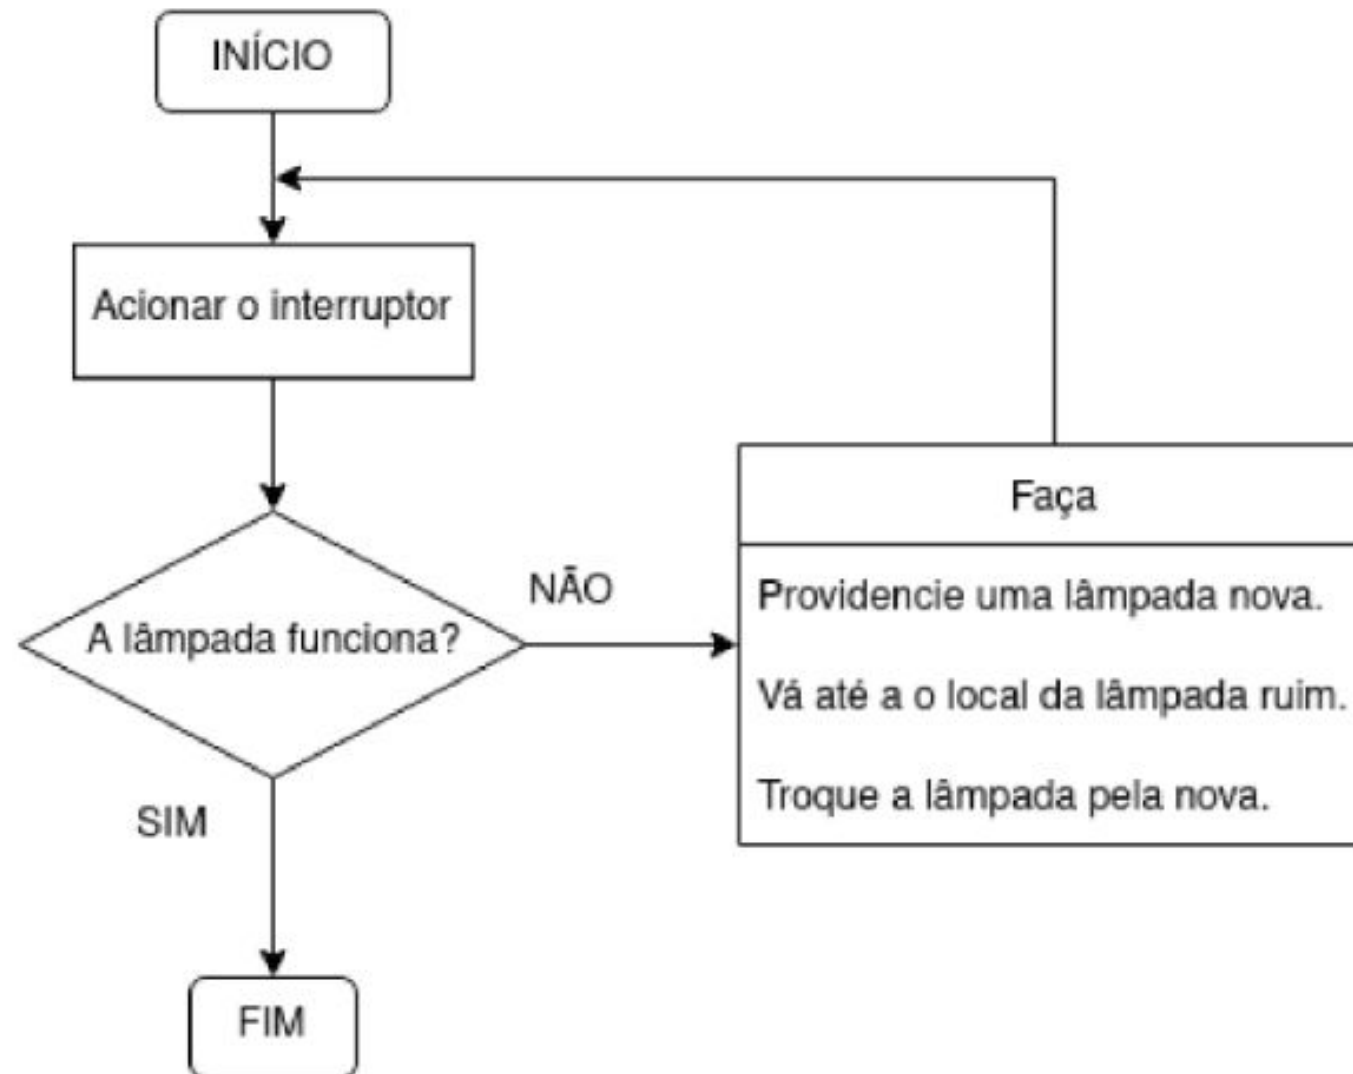 INÍCIO
Acionar o interruptor
A lâmpada funciona?
NÃO
SIM
Faça
Providencie uma lâmpada nova.
Vá até a o local da lâmpada ruim.
Troque a lâmpada pela nova.
FIM